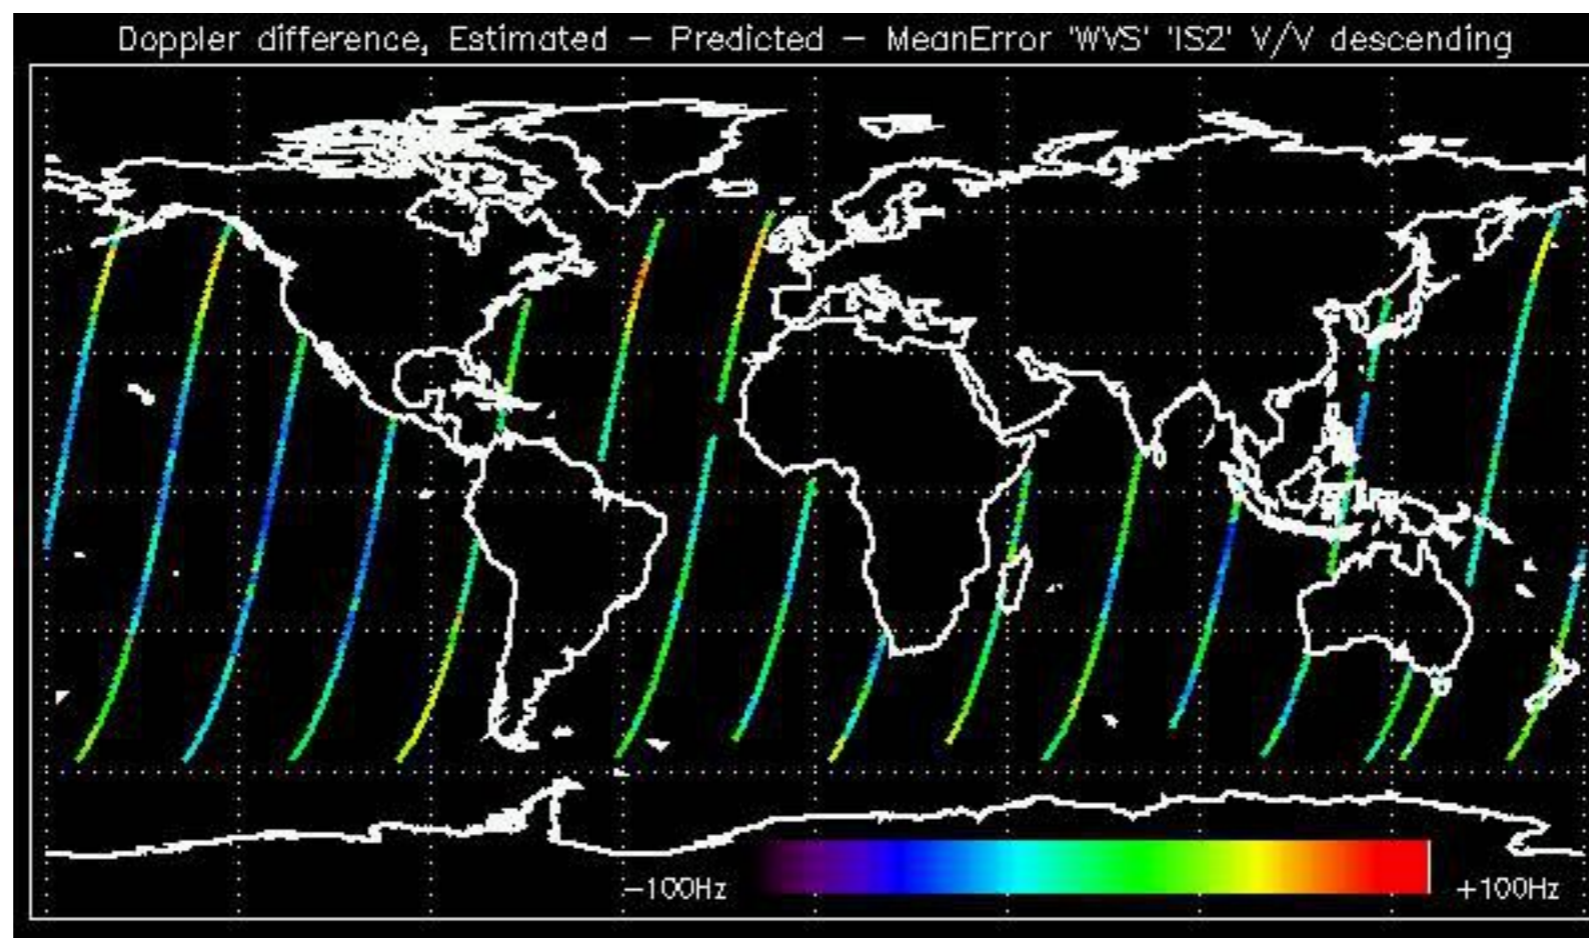 Doppler difference, Estimated – Predicted – MeanError 'WVS' 'IS2' V/V descending
–100Hz +100Hz